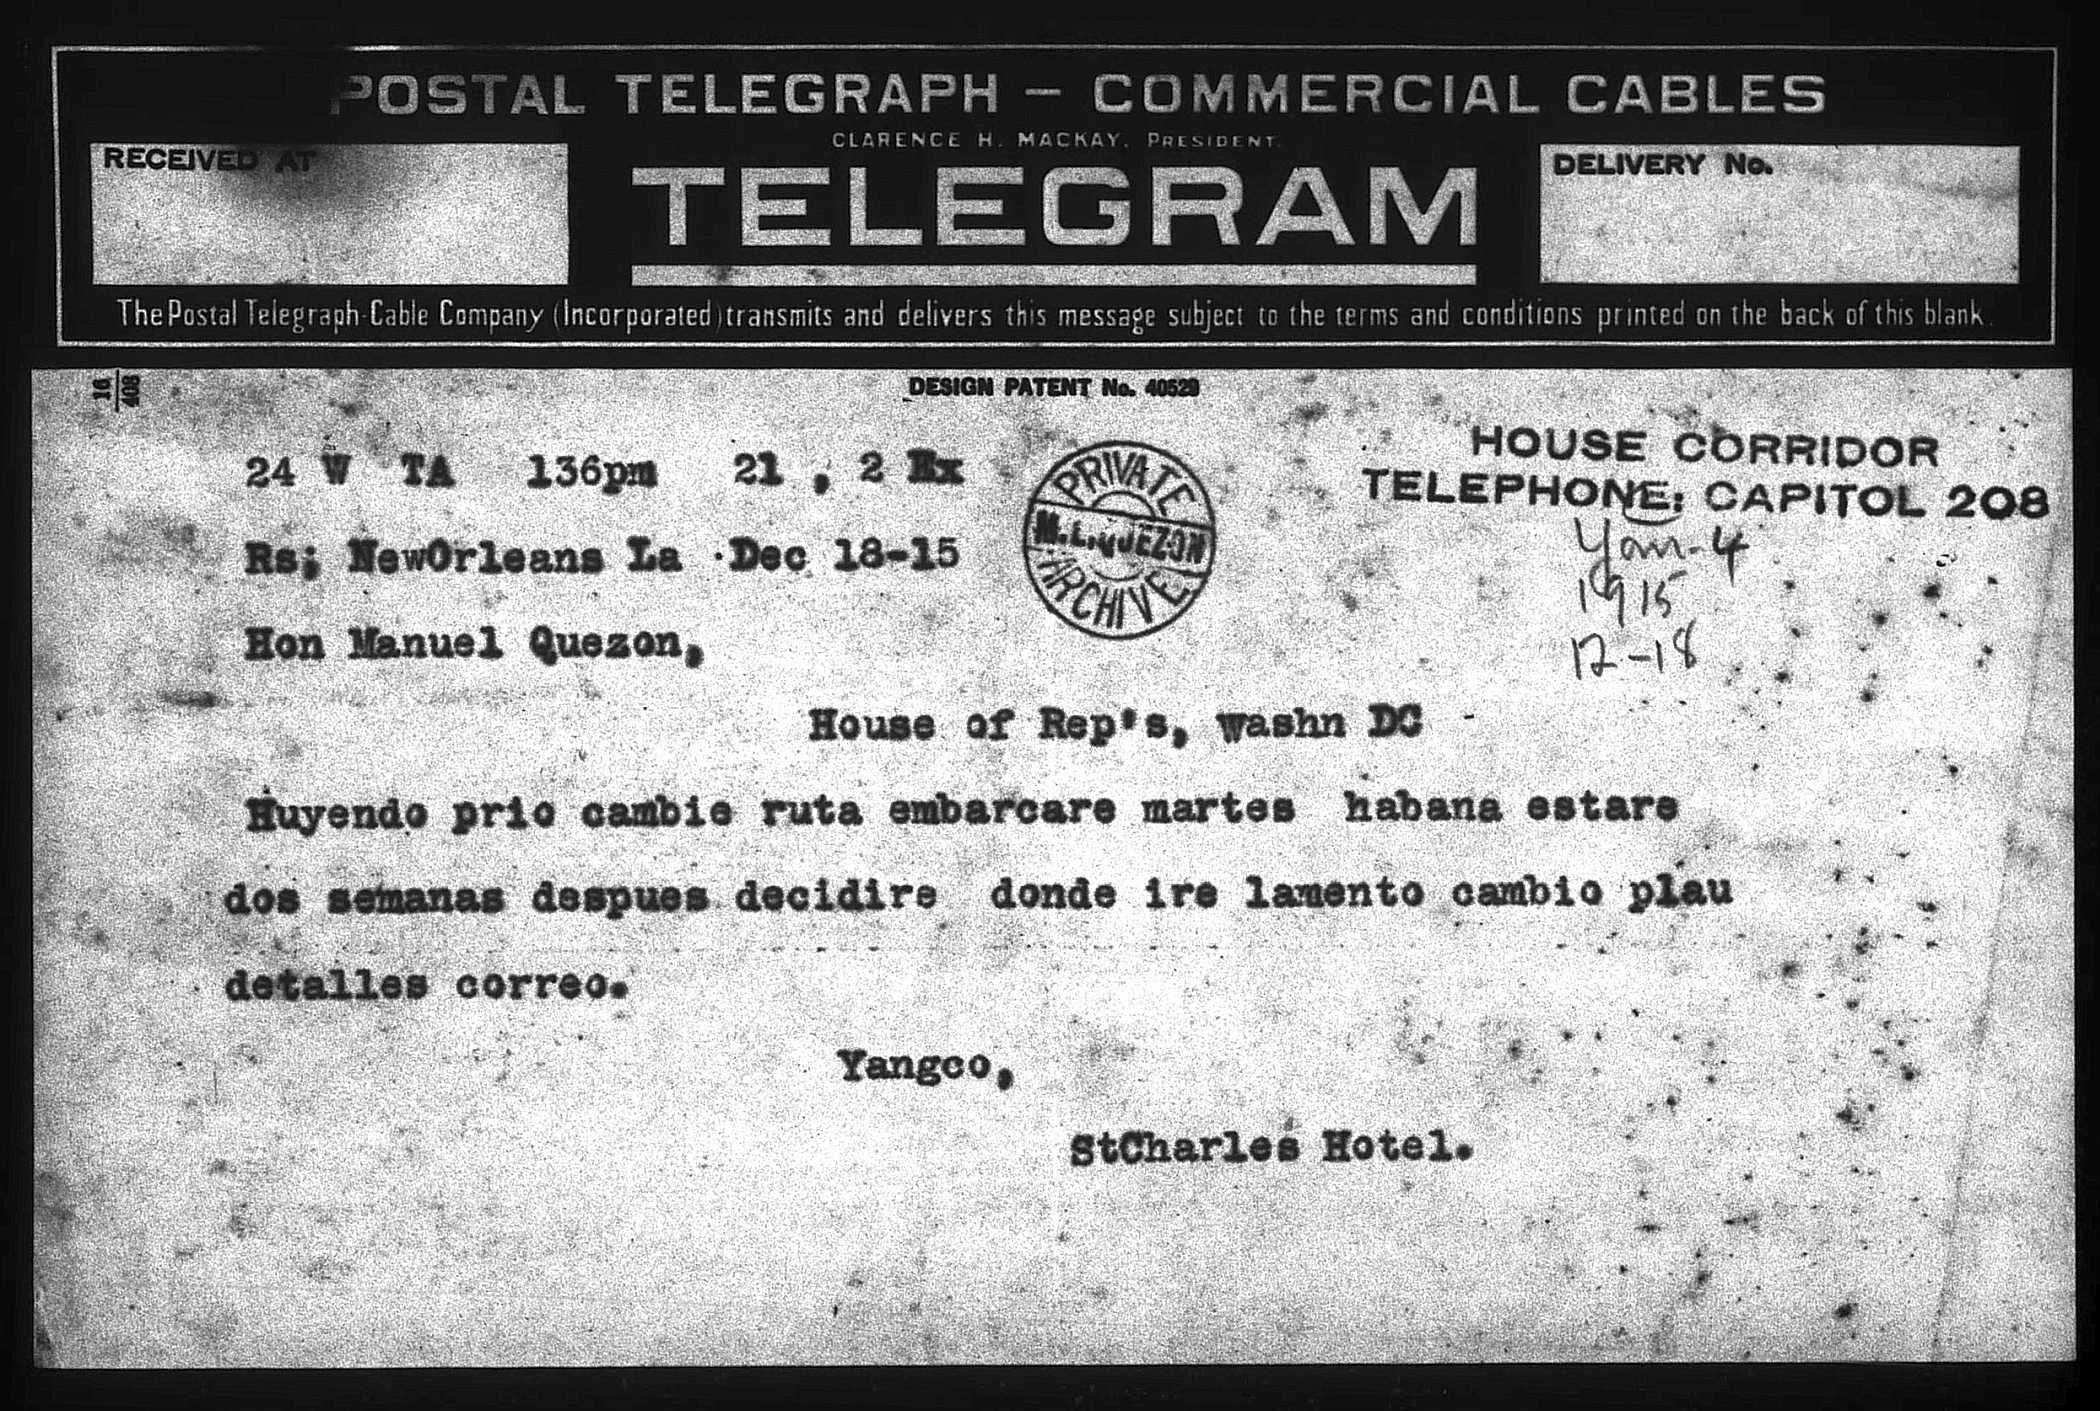 POSTAL TELEGRAPH — COMMERCIAL CABLES
CLARENCE H. MACKAY, PRESIDENT.
RECEIVED AT
TELEGRAM
DELIVERY No.
The Postal Telegraph-Cable Company (Incorporated) transmits and delivers this message subject to the terms and conditions printed on the back of this blank.
16
408
DESIGN PATENT No. 40529
HOUSE CORRIDOR
TELEPHONE: CAPITOL 208
24 W TA 136pm 21 , 2 Ex
PRIVATE
M.L.QUEZON
ARCHIVE
1915
12-18
Rs; NewOrleans La Dec 18-15
Hon Manuel Quezon,
House of Rep's, washn DC
Huyendo prio cambie ruta embarcare martes habana estare
dos semanas despues decidire donde ire lamento cambio plau
detalles correo.
Yangco,
StCharles Hotel.